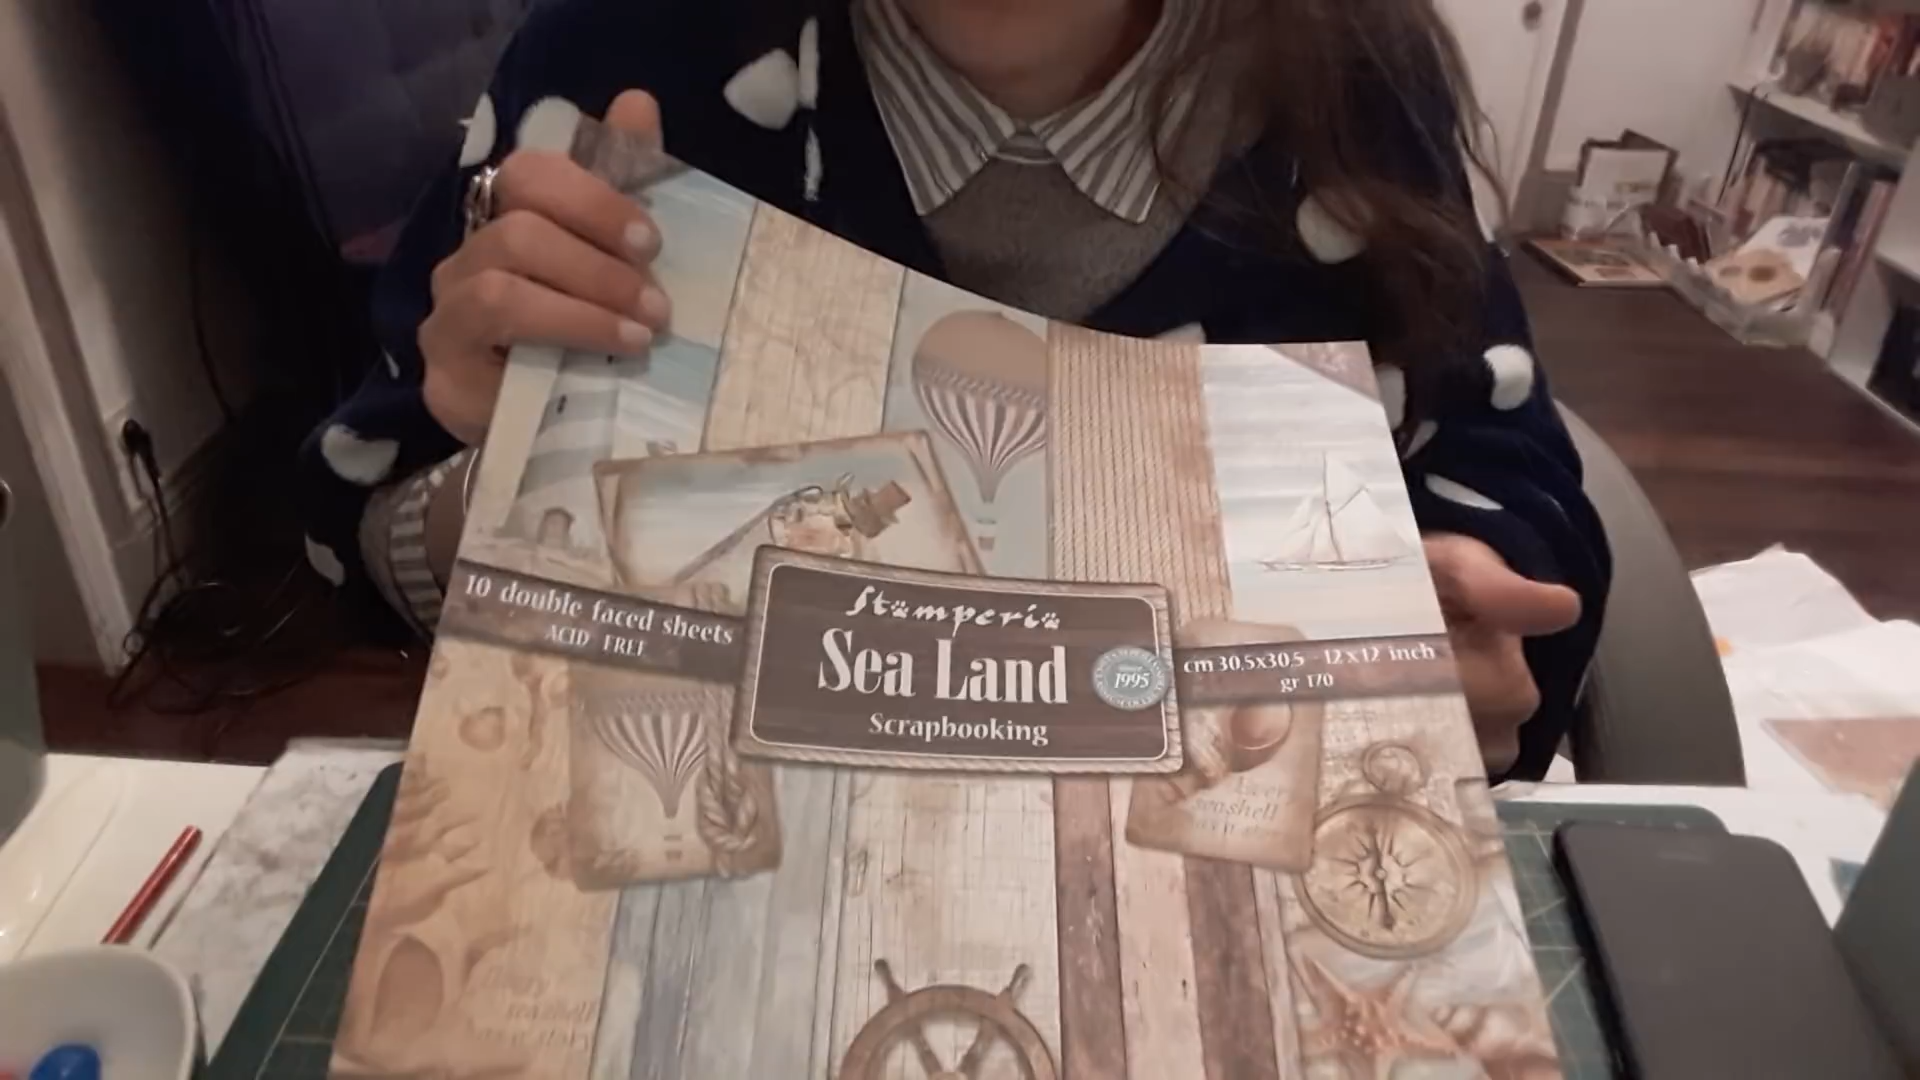 10 double faced sheets
ACID FREE
Stamperia
Sea Land
Scrapbooking
1995
cm 30,5x30,5 - 12x12 inch
gr 170
seashell
seashell